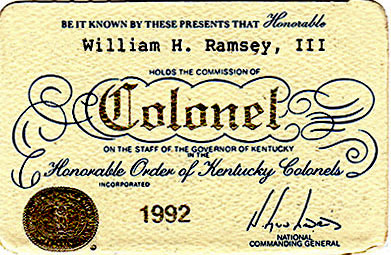 BE IT KNOWN BY THESE PRESENTS THAT Honorable
William H. Ramsey, III
HOLDS THE COMMISSION OF
Colonel
ON THE STAFF OF THE GOVERNOR OF KENTUCKY
IN THE
Honorable Order of Kentucky Colonels
INCORPORATED
1992
NATIONAL
COMMANDING GENERAL